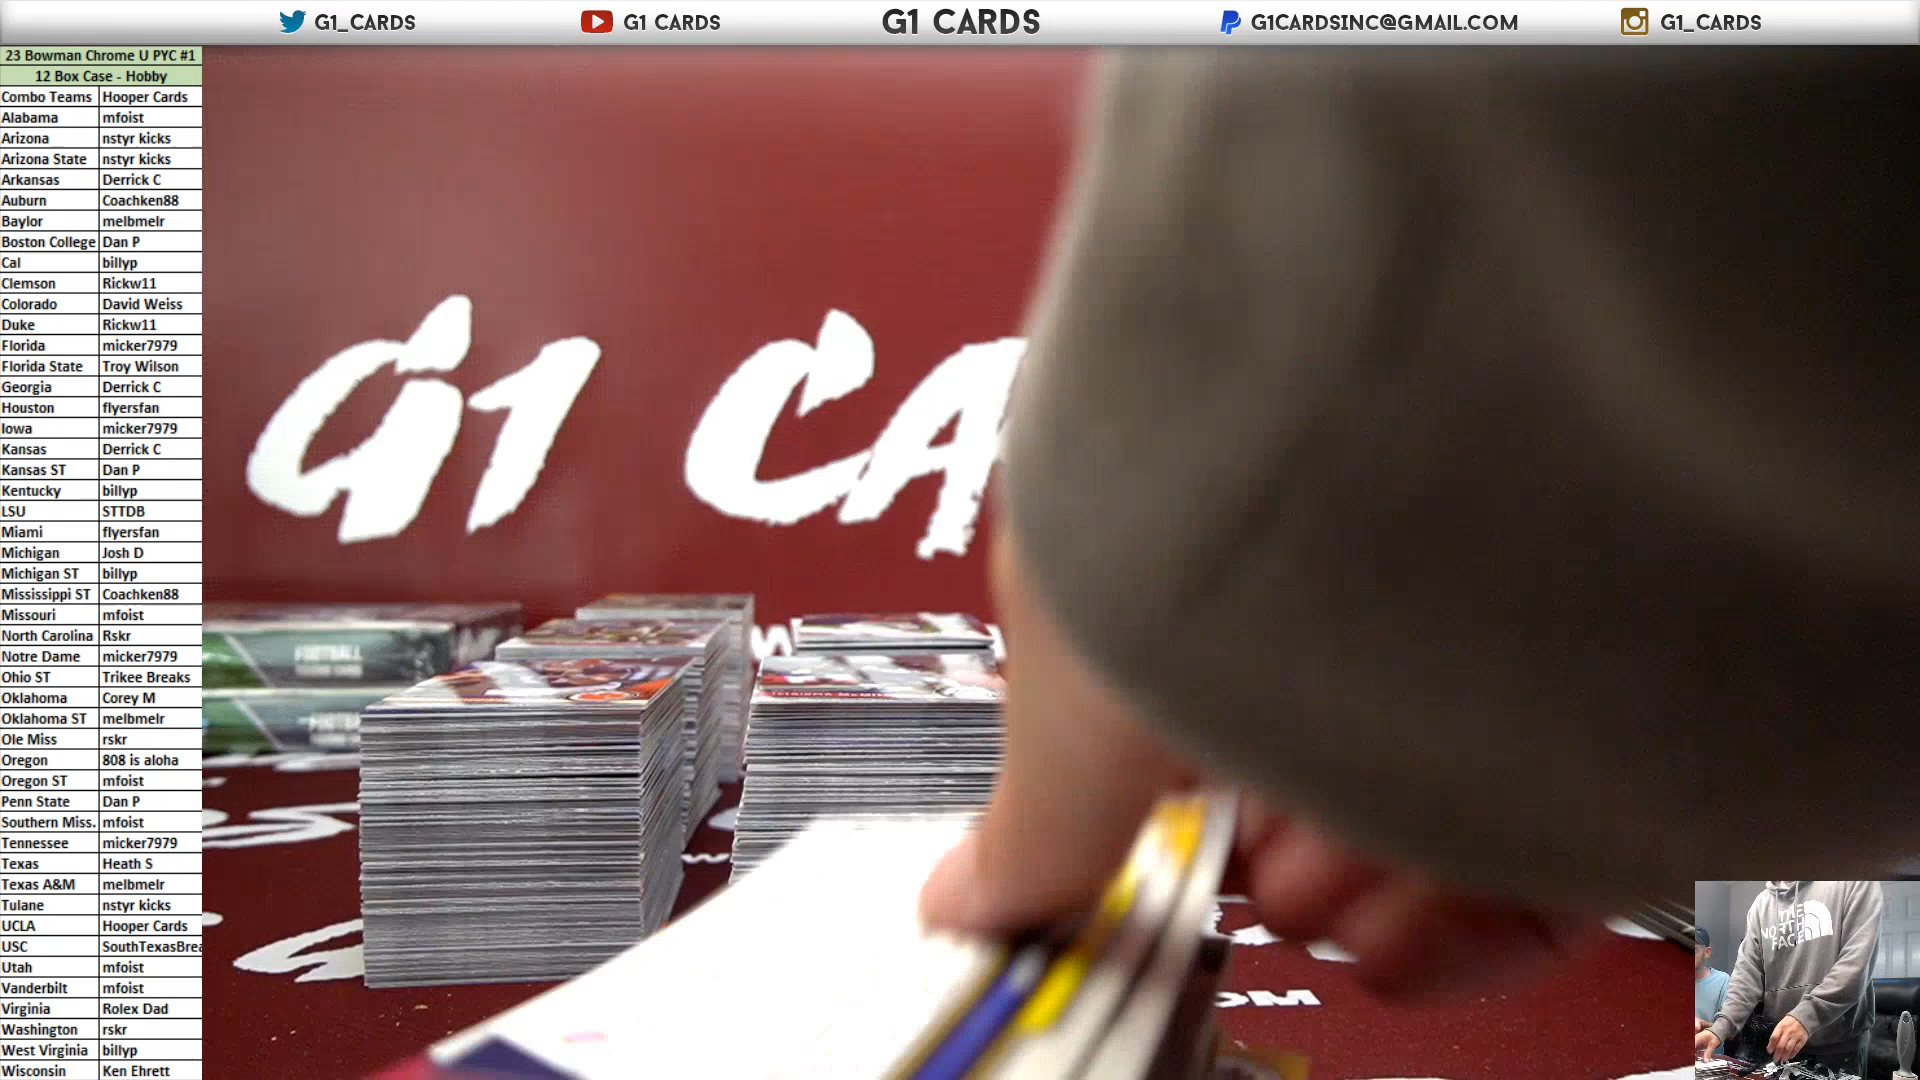 G1_CARDS
G1 CARDS
G1 CARDS
G1CARDSINC@GMAIL.COM
G1_CARDS
23 Bowman Chrome U PYC #1
12 Box Case - Hobby
Combo Teams Hooper Cards
Alabama mfoist
Arizona nstyr kicks
Arizona State nstyr kicks
Arkansas Derrick C
Auburn Coachken88
Baylor melbmelr
Boston College Dan P
Cal billyp
Clemson Rickw11
Colorado David Weiss
Duke Rickw11
Florida micker7979
Florida State Troy Wilson
Georgia Derrick C
Houston flyersfan
Iowa micker7979
Kansas Derrick C
Kansas ST Dan P
Kentucky billyp
LSU STTDB
Miami flyersfan
Michigan Josh D
Michigan ST billyp
Mississippi ST Coachken88
Missouri mfoist
North Carolina Rskr
Notre Dame micker7979
Ohio ST Trikee Breaks
Oklahoma Corey M
Oklahoma ST melbmelr
Ole Miss rskr
Oregon 808 is aloha
Oregon ST mfoist
Penn State Dan P
Southern Miss. mfoist
Tennessee micker7979
Texas Heath S
Texas A&M melbmelr
Tulane nstyr kicks
UCLA Hooper Cards
USC SouthTexasBrea
Utah mfoist
Vanderbilt mfoist
Virginia Rolex Dad
Washington rskr
West Virginia billyp
Wisconsin Ken Ehrett
G1 CA
FOOTBALL
THE
NORTH
FACE